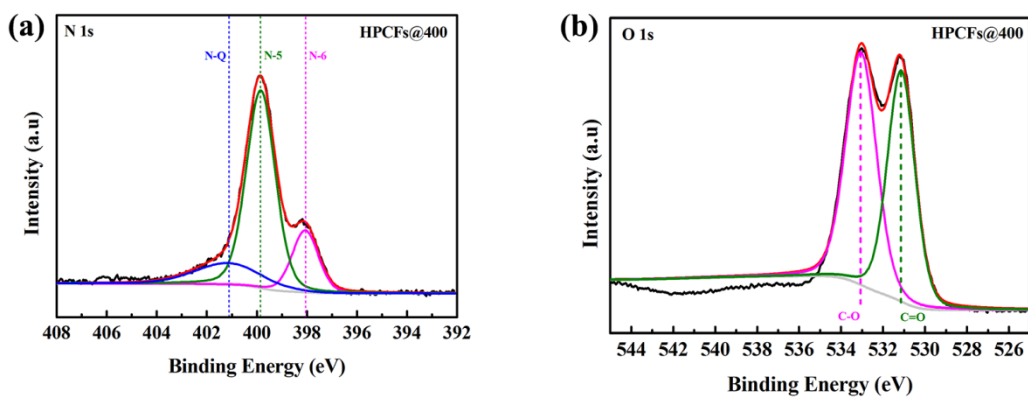 (a)
N 1s
HPCFs@400
N-Q
N-5
N-6
Intensity (a.u)
408 406 404 402 400 398 396 394 392
Binding Energy (eV)
(b)
O 1s
HPCFs@400
Intensity (a.u)
C-O
C=O
544 542 540 538 536 534 532 530 528 526
Binding Energy (eV)